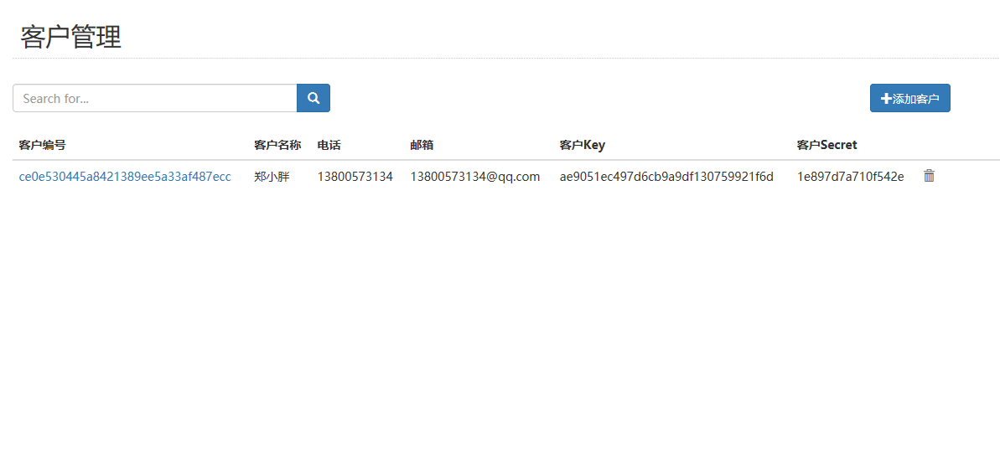 客户管理
Search for...
添加客户
客户编号 客户名称 电话 邮箱 客户Key 客户Secret
ce0e530445a8421389ee5a33af487ecc 郑小胖 13800573134 13800573134@qq.com ae9051ec497d6cb9a9df130759921f6d 1e897d7a710f542e